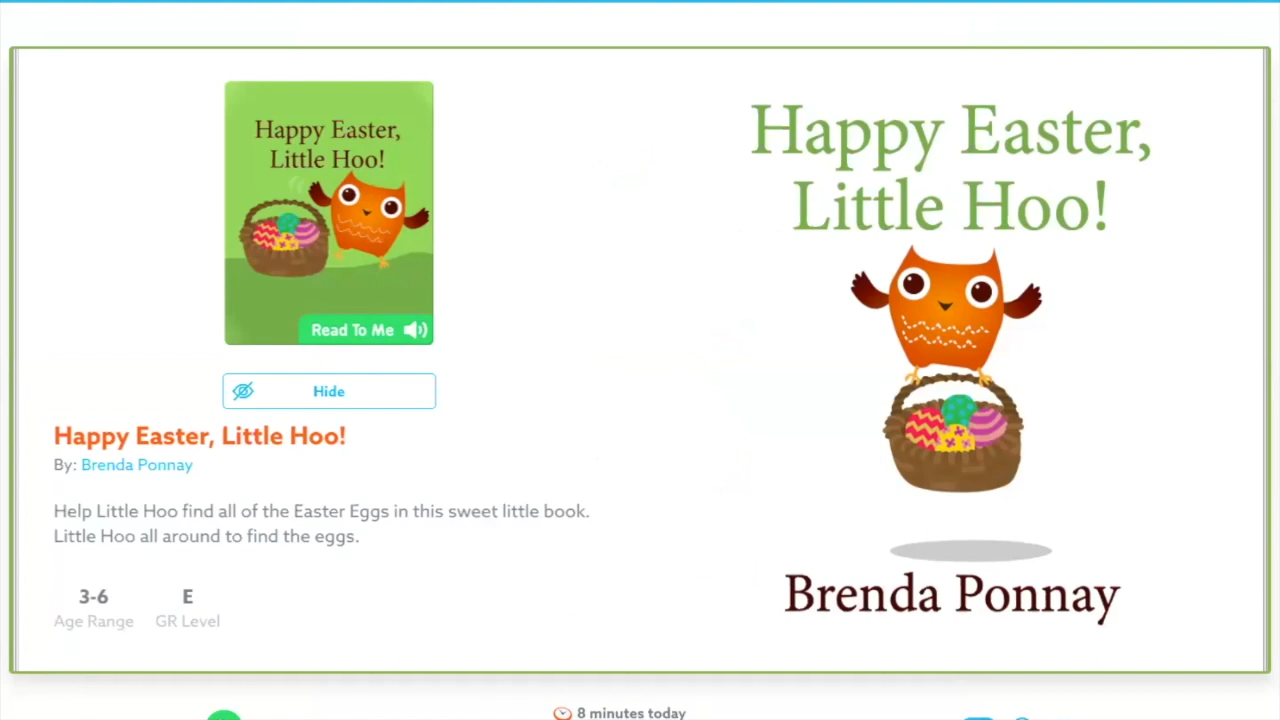 Happy Easter,
Little Hoo!
Read To Me
Hide
Happy Easter, Little Hoo!
By: Brenda Ponnay
Help Little Hoo find all of the Easter Eggs in this sweet little book.
Little Hoo all around to find the eggs.
3-6 E
Age Range GR Level
Happy Easter,
Little Hoo!
Brenda Ponnay
8 minutes today